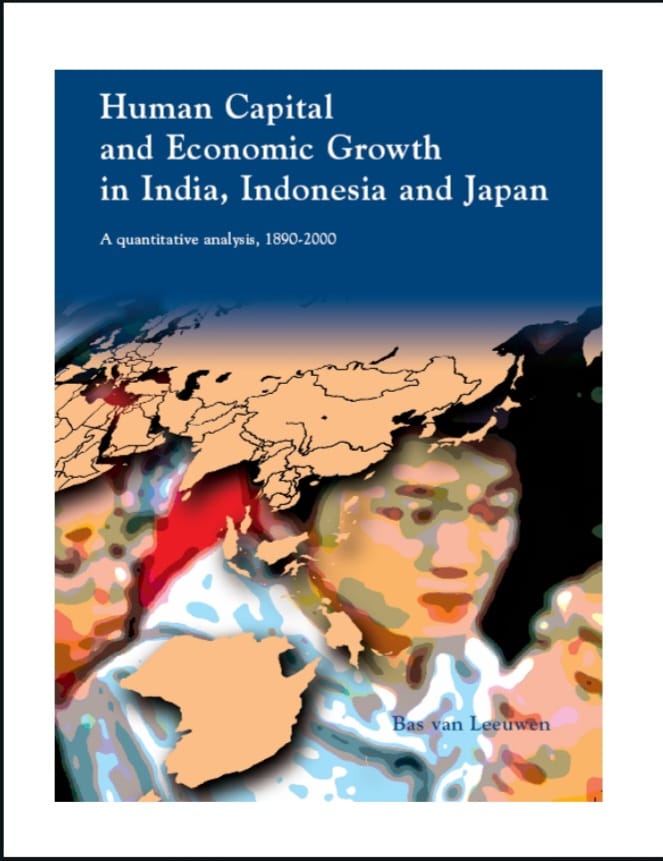 Human Capital
and Economic Growth
in India, Indonesia and Japan
A quantitative analysis, 1890-2000
Bas van Leeuwen